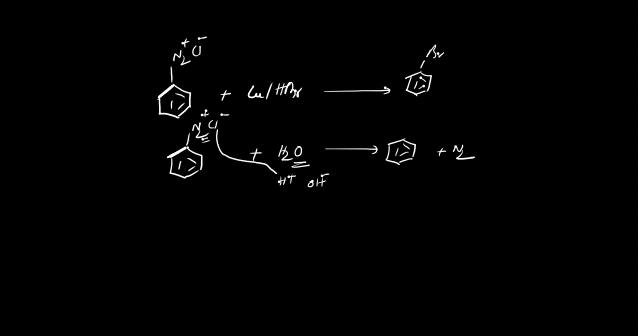 N2+ Cl- Br
+ Cu/HBr
N2+ Cl- + H2O + N2
H+ OH-